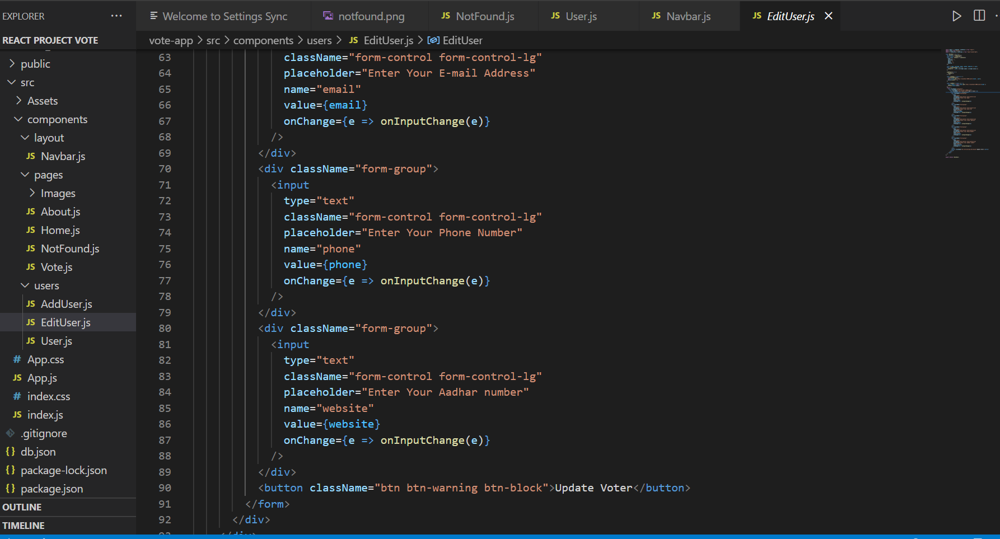 EXPLORER
···
Welcome to Settings Sync
notfound.png
JS NotFound.js
JS User.js
JS Navbar.js
JS EditUser.js
REACT PROJECT VOTE
vote-app > src > components > users > JS EditUser.js > EditUser
public
src
Assets
components
layout
JS Navbar.js
pages
Images
JS About.js
JS Home.js
JS NotFound.js
JS Vote.js
users
JS AddUser.js
JS EditUser.js
JS User.js
# App.css
JS App.js
# index.css
JS index.js
.gitignore
{} db.json
{} package-lock.json
{} package.json
OUTLINE
TIMELINE
63 className="form-control form-control-lg"
64 placeholder="Enter Your E-mail Address"
65 name="email"
66 value={email}
67 onChange={e => onInputChange(e)}
68 />
69 </div>
70 <div className="form-group">
71 <input
72 type="text"
73 className="form-control form-control-lg"
74 placeholder="Enter Your Phone Number"
75 name="phone"
76 value={phone}
77 onChange={e => onInputChange(e)}
78 />
79 </div>
80 <div className="form-group">
81 <input
82 type="text"
83 className="form-control form-control-lg"
84 placeholder="Enter Your Aadhar number"
85 name="website"
86 value={website}
87 onChange={e => onInputChange(e)}
88 />
89 </div>
90 <button className="btn btn-warning btn-block">Update Voter</button>
91 </form>
92 </div>